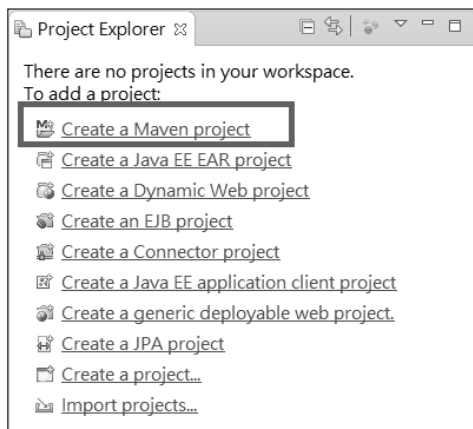 Project Explorer
There are no projects in your workspace.
To add a project:
Create a Maven project
Create a Java EE EAR project
Create a Dynamic Web project
Create an EJB project
Create a Connector project
Create a Java EE application client project
Create a generic deployable web project.
Create a JPA project
Create a project...
Import projects...